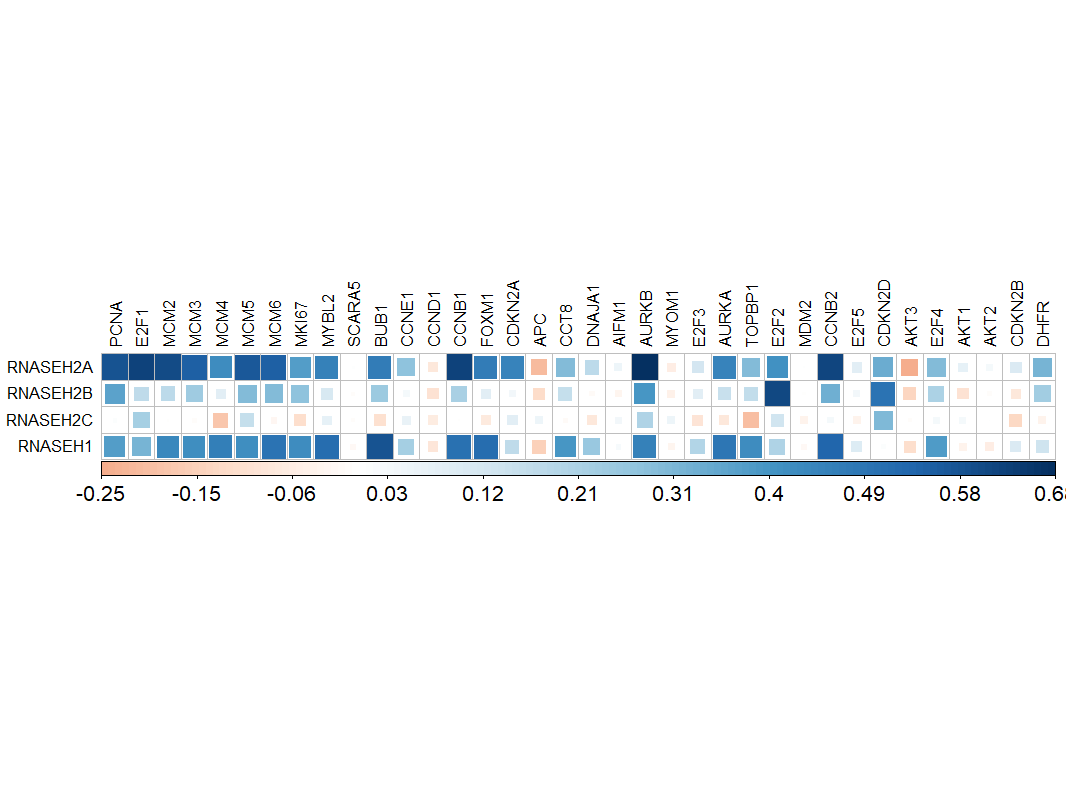 PCNA E2F1 MCM2 MCM3 MCM4 MCM5 MCM6 MKI67 MYBL2 SCARA5 BUB1 CCNE1 CCND1 CCNB1 FOXM1 CDKN2A APC CCT8 DNAJA1 AIFM1 AURKB MYOM1 E2F3 AURKA TOPBP1 E2F2 MDM2 CCNB2 E2F5 CDKN2D AKT3 E2F4 AKT1 AKT2 CDKN2B DHFR
RNASEH2A
RNASEH2B
RNASEH2C
RNASEH1
-0.25 -0.15 -0.06 0.03 0.12 0.21 0.31 0.4 0.49 0.58 0.68